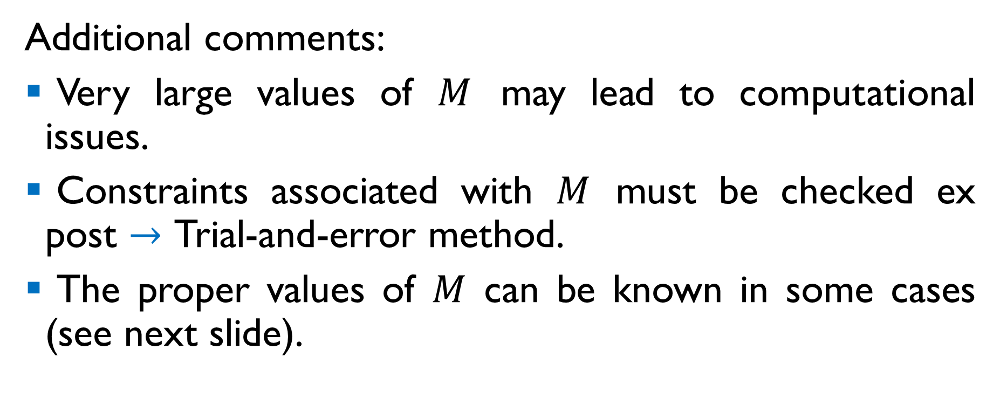 Additional comments:
▪ Very large values of M may lead to computational
issues.
▪ Constraints associated with M must be checked ex
post → Trial-and-error method.
▪ The proper values of M can be known in some cases
(see next slide).